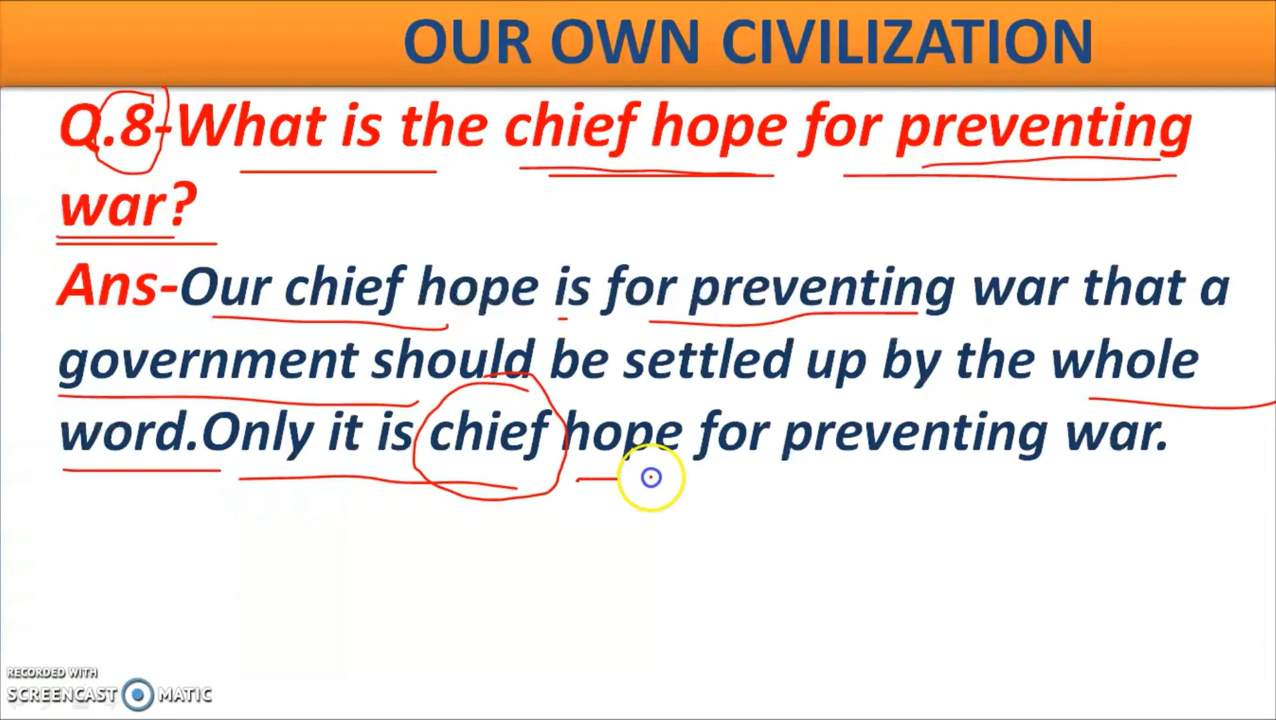 OUR OWN CIVILIZATION
Q.8-What is the chief hope for preventing
war?
Ans-Our chief hope is for preventing war that a
government should be settled up by the whole
word.Only it is chief hope for preventing war.
RECORDED WITH
SCREENCAST MATIC